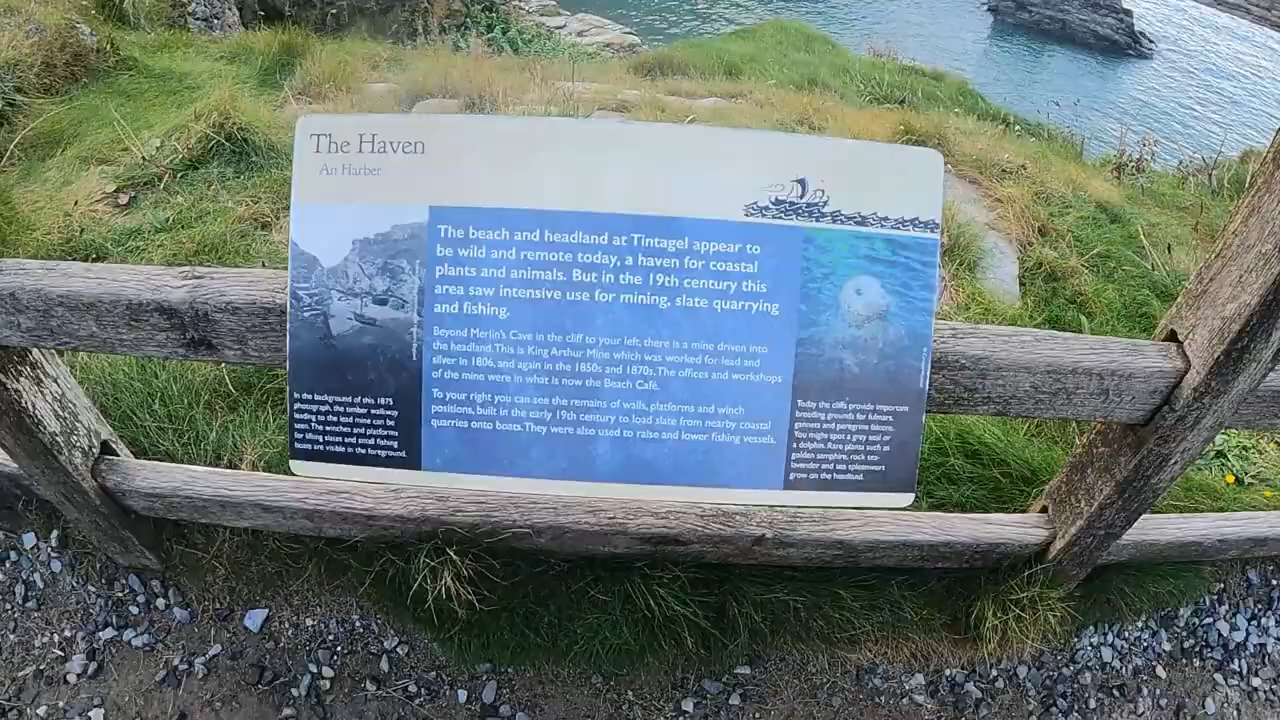 The Haven
An Harber
The beach and headland at Tintagel appear to
be wild and remote today, a haven for coastal
plants and animals. But in the 19th century this
area saw intensive use for mining, slate quarrying
and fishing.
Beyond Merlin's Cave in the cliff to your left, there is a mine driven into
the headland. This is King Arthur Mine which was worked for lead and
silver in 1806, and again in the 1850s and 1870s. The offices and workshops
of the mine were in what is now the Beach Café.
To your right you can see the remains of walls, platforms and winch
positions, built in the early 19th century to load slate from nearby coastal
quarries onto boats. They were also used to raise and lower fishing vessels.
In the background of this 1875
photograph, the timber walkway
leading to the lead mine can be
seen. The winches and platforms
for lifting slates and small fishing
boats are visible in the foreground.
Today the cliffs provide important
breeding grounds for fulmars,
gannets and peregrine falcons.
You might spot a grey seal or
a dolphin. Rare plants such as
golden samphire, rock sea-
lavender and sea spleenwort
grow on the headland.